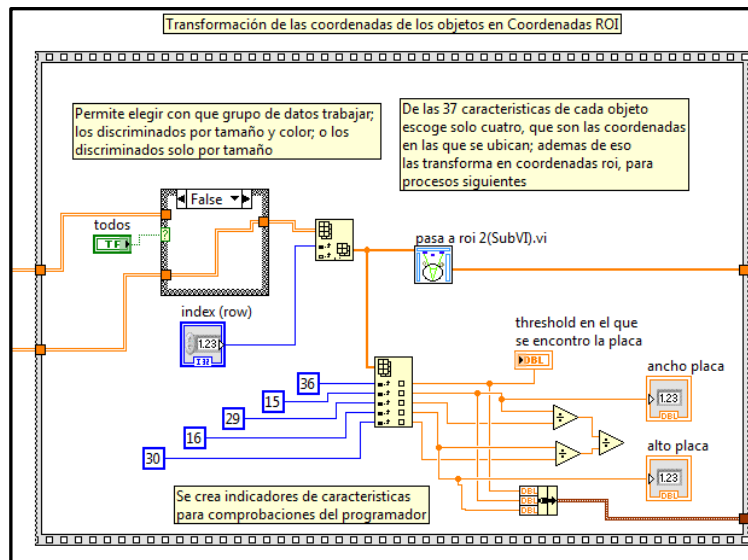 Transformación de las coordenadas de los objetos en Coordenadas ROI
Permite elegir con que grupo de datos trabajar;
los discriminados por tamaño y color; o los
discriminados solo por tamaño
De las 37 caracteristicas de cada objeto
escoge solo cuatro, que son las coordenadas
en las que se ubican; ademas de eso
las transforma en coordenadas roi, para
procesos siguientes
False
todos
TF
?
pasa a roi 2(SubVI).vi
index (row)
1.23
I32
threshold en el que
se encontro la placa
DBL
ancho placa
1.23
DBL
36
15
29
16
30
÷
÷
÷
alto placa
1.23
DBL
DBL
DBL
DBL
Se crea indicadores de caracteristicas
para comprobaciones del programador